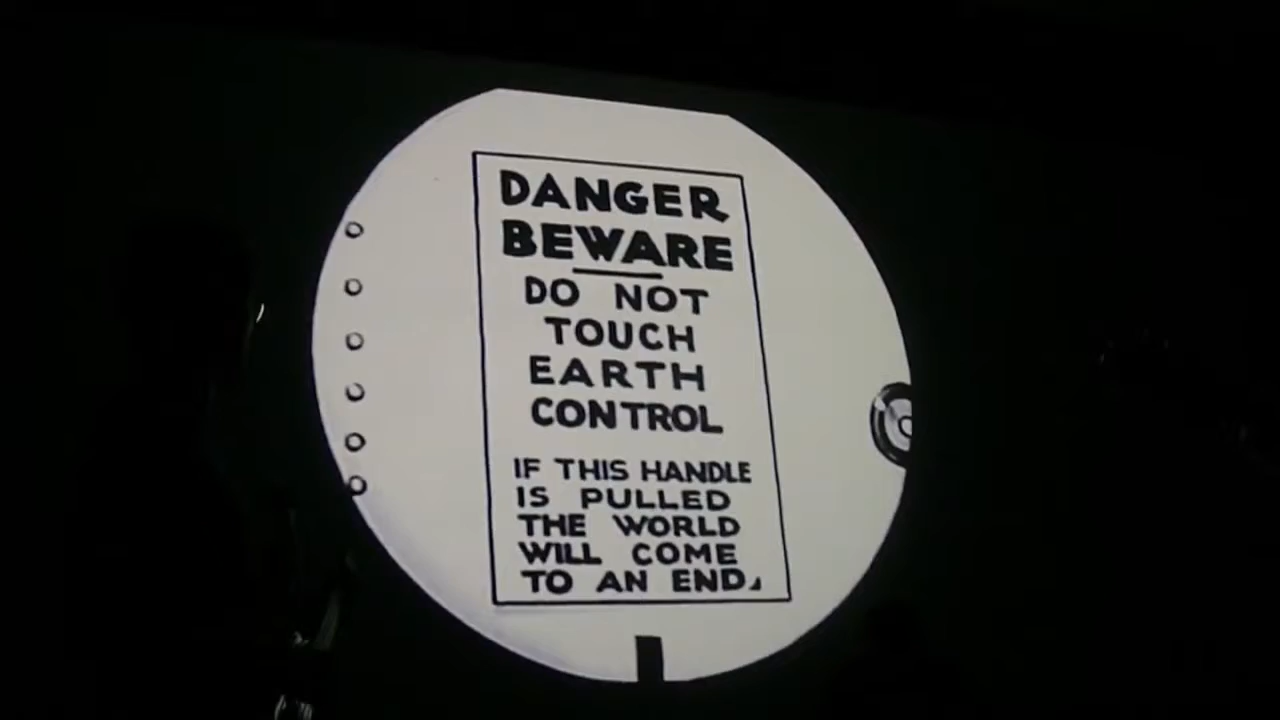 DANGER
BEWARE
DO NOT
TOUCH
EARTH
CONTROL
IF THIS HANDLE
IS PULLED
THE WORLD
WILL COME
TO AN END.